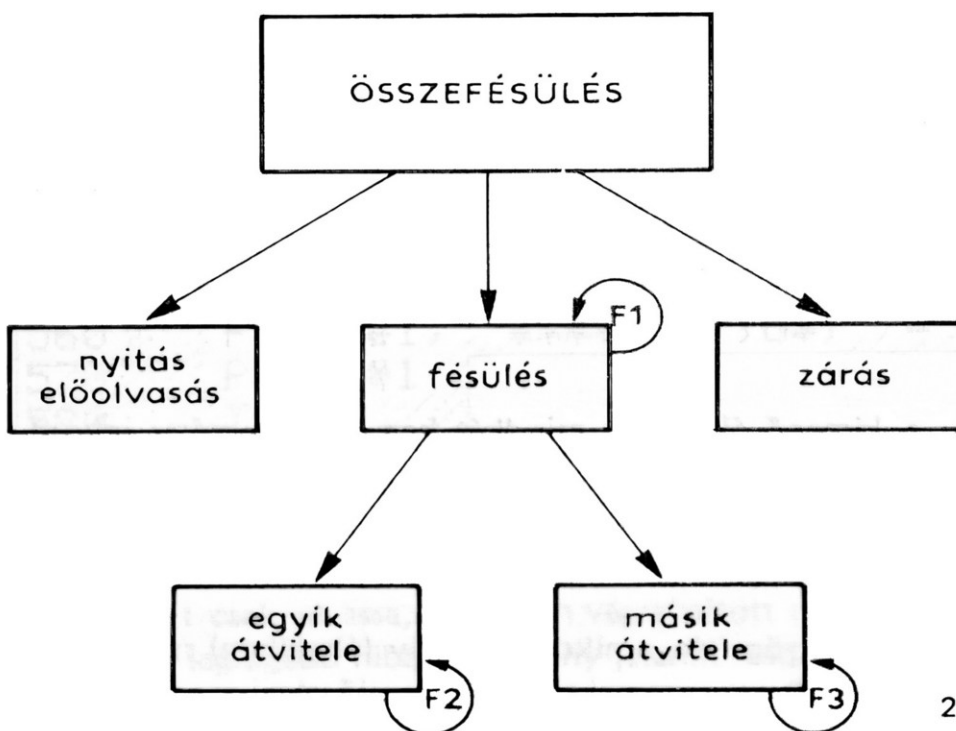 ÖSSZEFÉSÜLÉS
F1
nyitás
előolvasás
fésülés
zárás
egyik
átvitele
másik
átvitele
F2
F3
2